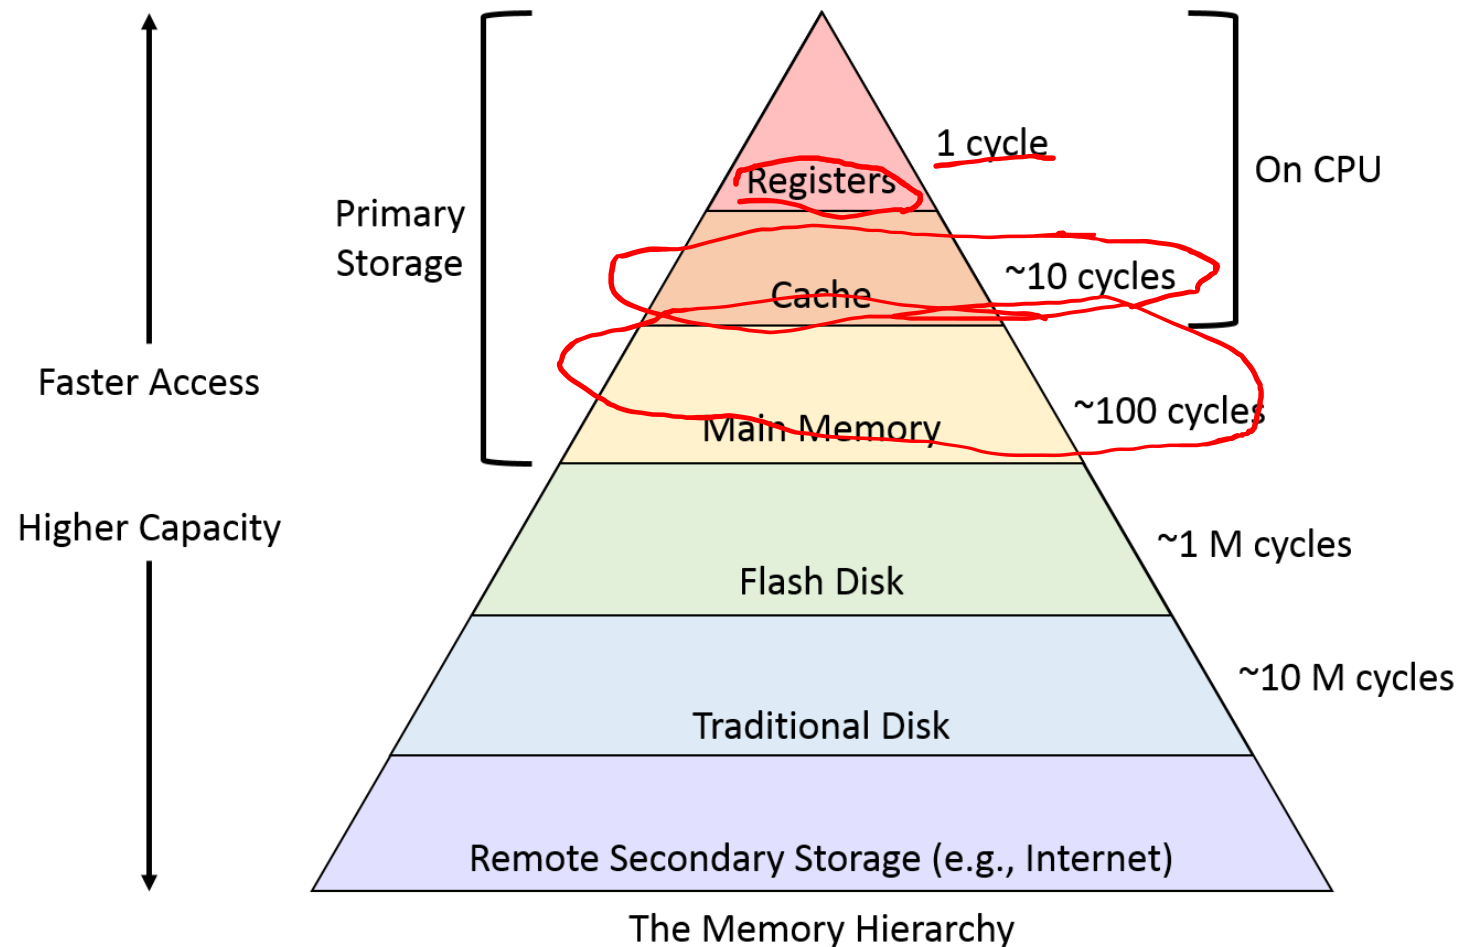 1 cycle
On CPU
Registers
Primary
Storage
~10 cycles
Cache
Faster Access
~100 cycles
Main Memory
Higher Capacity
~1 M cycles
Flash Disk
~10 M cycles
Traditional Disk
Remote Secondary Storage (e.g., Internet)
The Memory Hierarchy